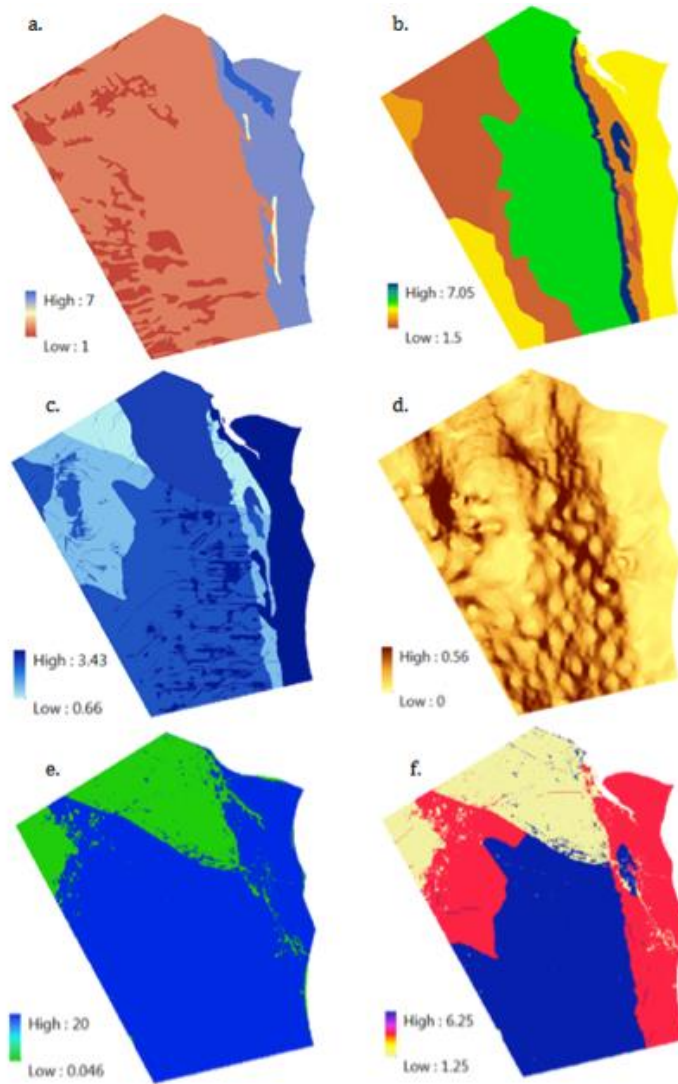 a.
High : 7
Low : 1
b.
High : 7.05
Low : 1.5
c.
High : 3.43
Low : 0.66
d.
High : 0.56
Low : 0
e.
High : 20
Low : 0.046
f.
High : 6.25
Low : 1.25